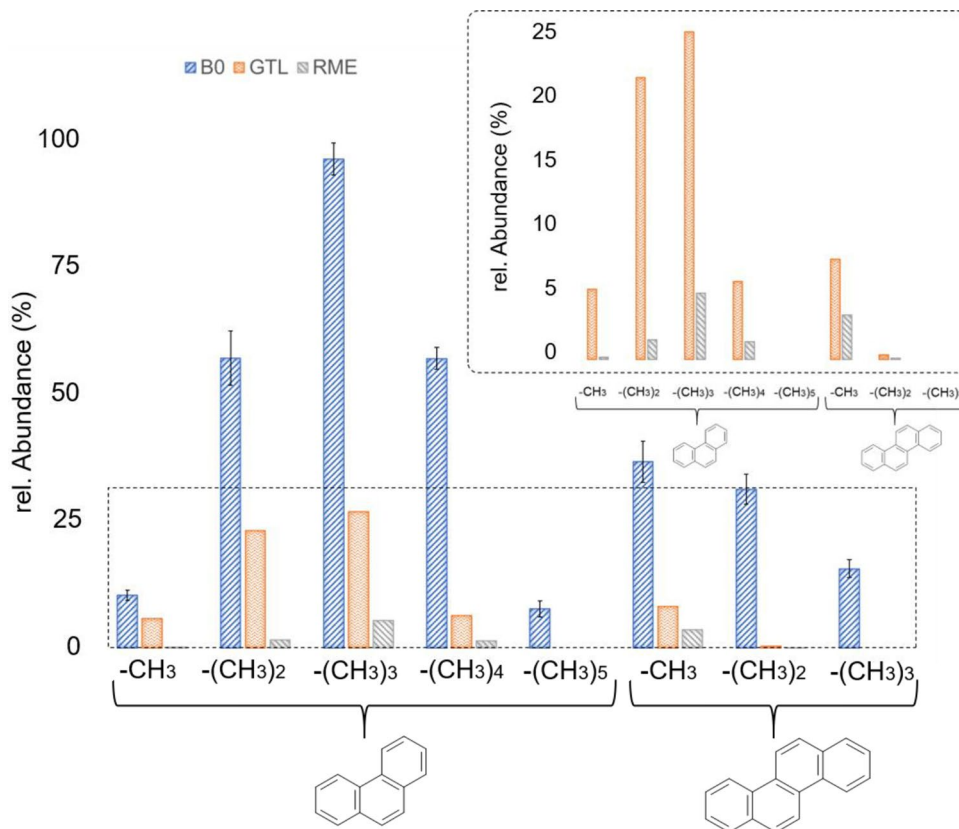 B0 GTL RME
rel. Abundance (%)
100
75
50
25
0
-CH3 -(CH3)2 -(CH3)3 -(CH3)4 -(CH3)5 -CH3 -(CH3)2 -(CH3)3
rel. Abundance (%)
25
20
15
10
5
0
-CH3 -(CH3)2 -(CH3)3 -(CH3)4 -(CH3)5 -CH3 -(CH3)2 -(CH3)